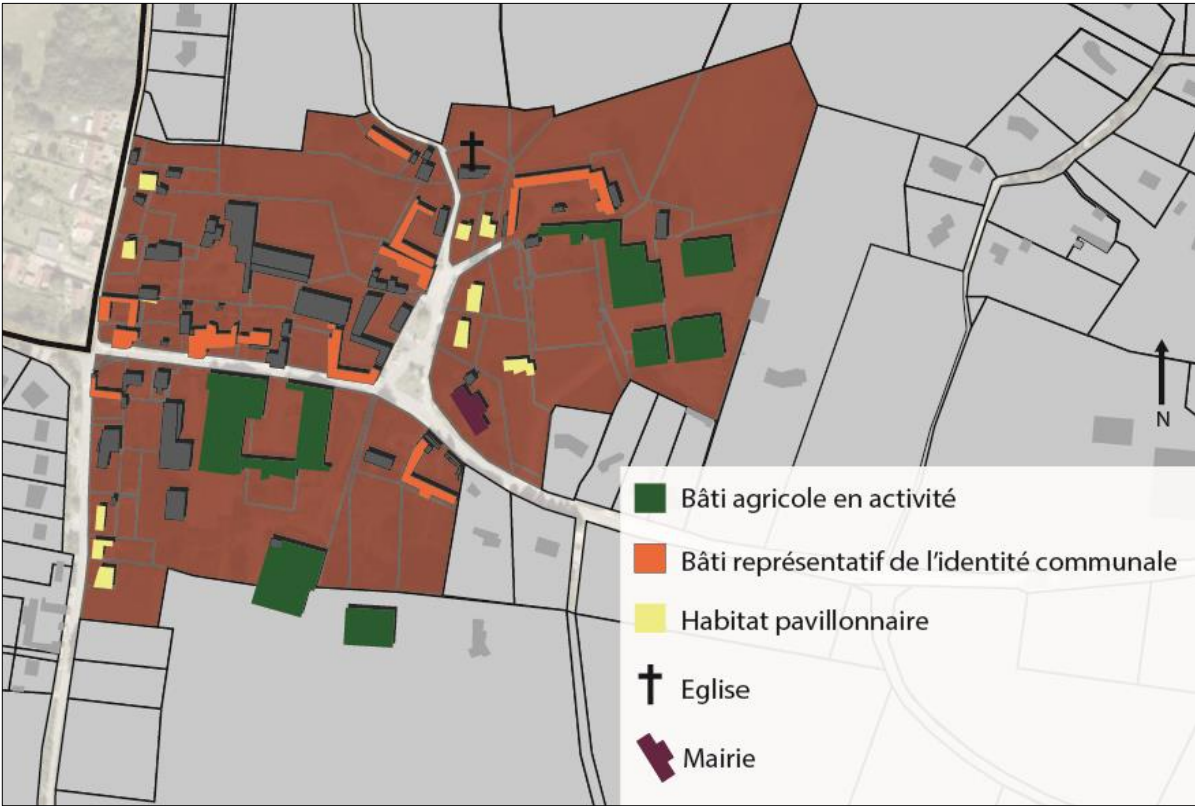 N
Bâti agricole en activité
Bâti représentatif de l'identité communale
Habitat pavillonnaire
Eglise
Mairie